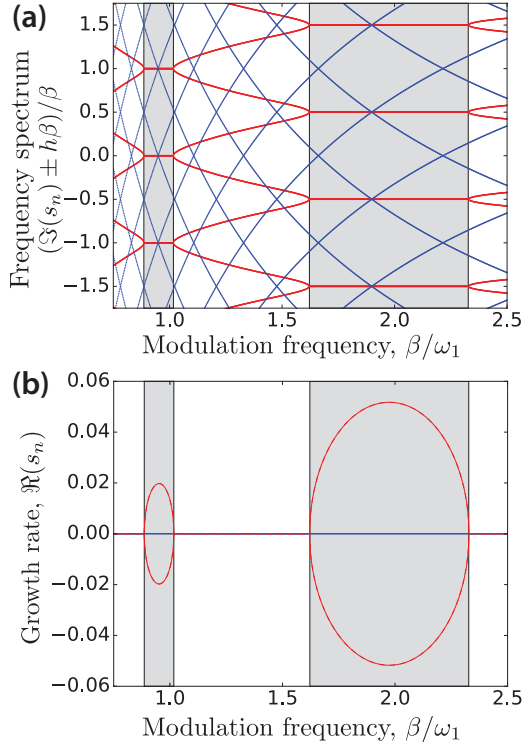 (a)
1.5
1.0
0.5
0.0
−0.5
−1.0
−1.5
Frequency spectrum
(ℑ(sₙ) ± hβ)/β
1.0 1.5 2.0 2.5
Modulation frequency, β/ω₁
(b)
0.06
0.04
0.02
0.00
−0.02
−0.04
−0.06
Growth rate, ℜ(sₙ)
1.0 1.5 2.0 2.5
Modulation frequency, β/ω₁